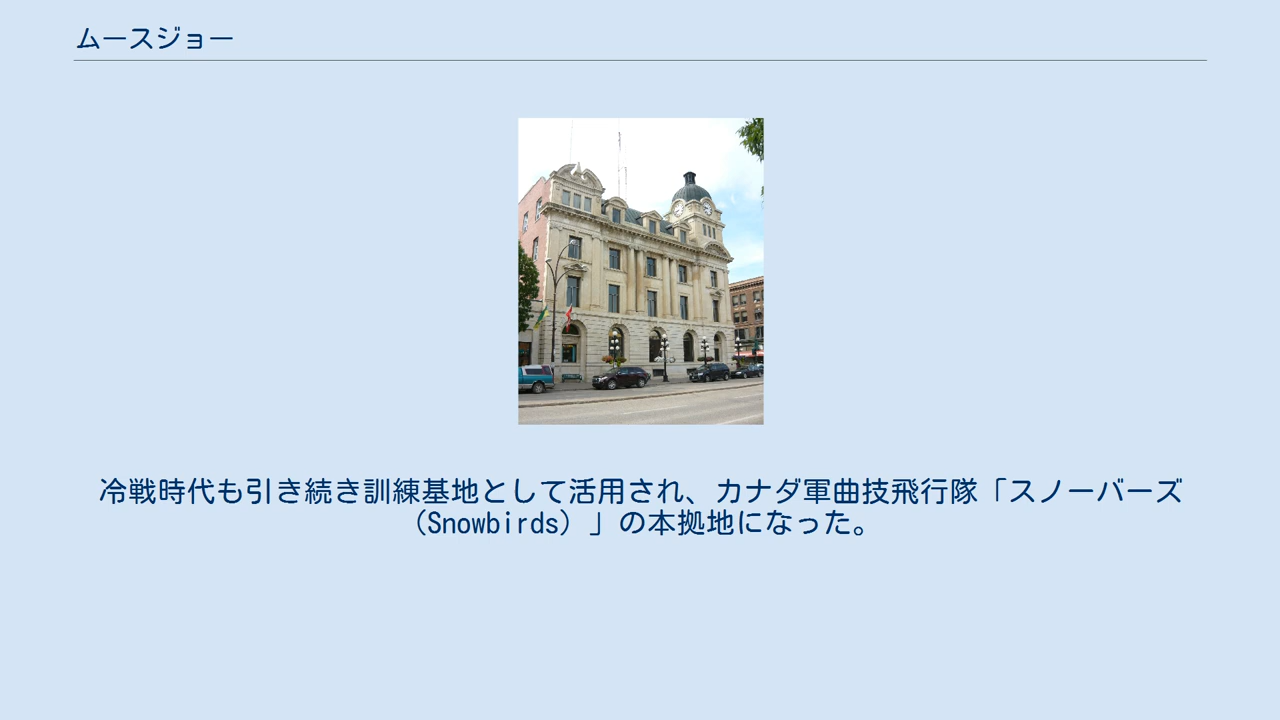 ムースジョー
冷戦時代も引き続き訓練基地として活用され、カナダ軍曲技飛行隊「スノーバーズ
（Snowbirds）」の本拠地になった。